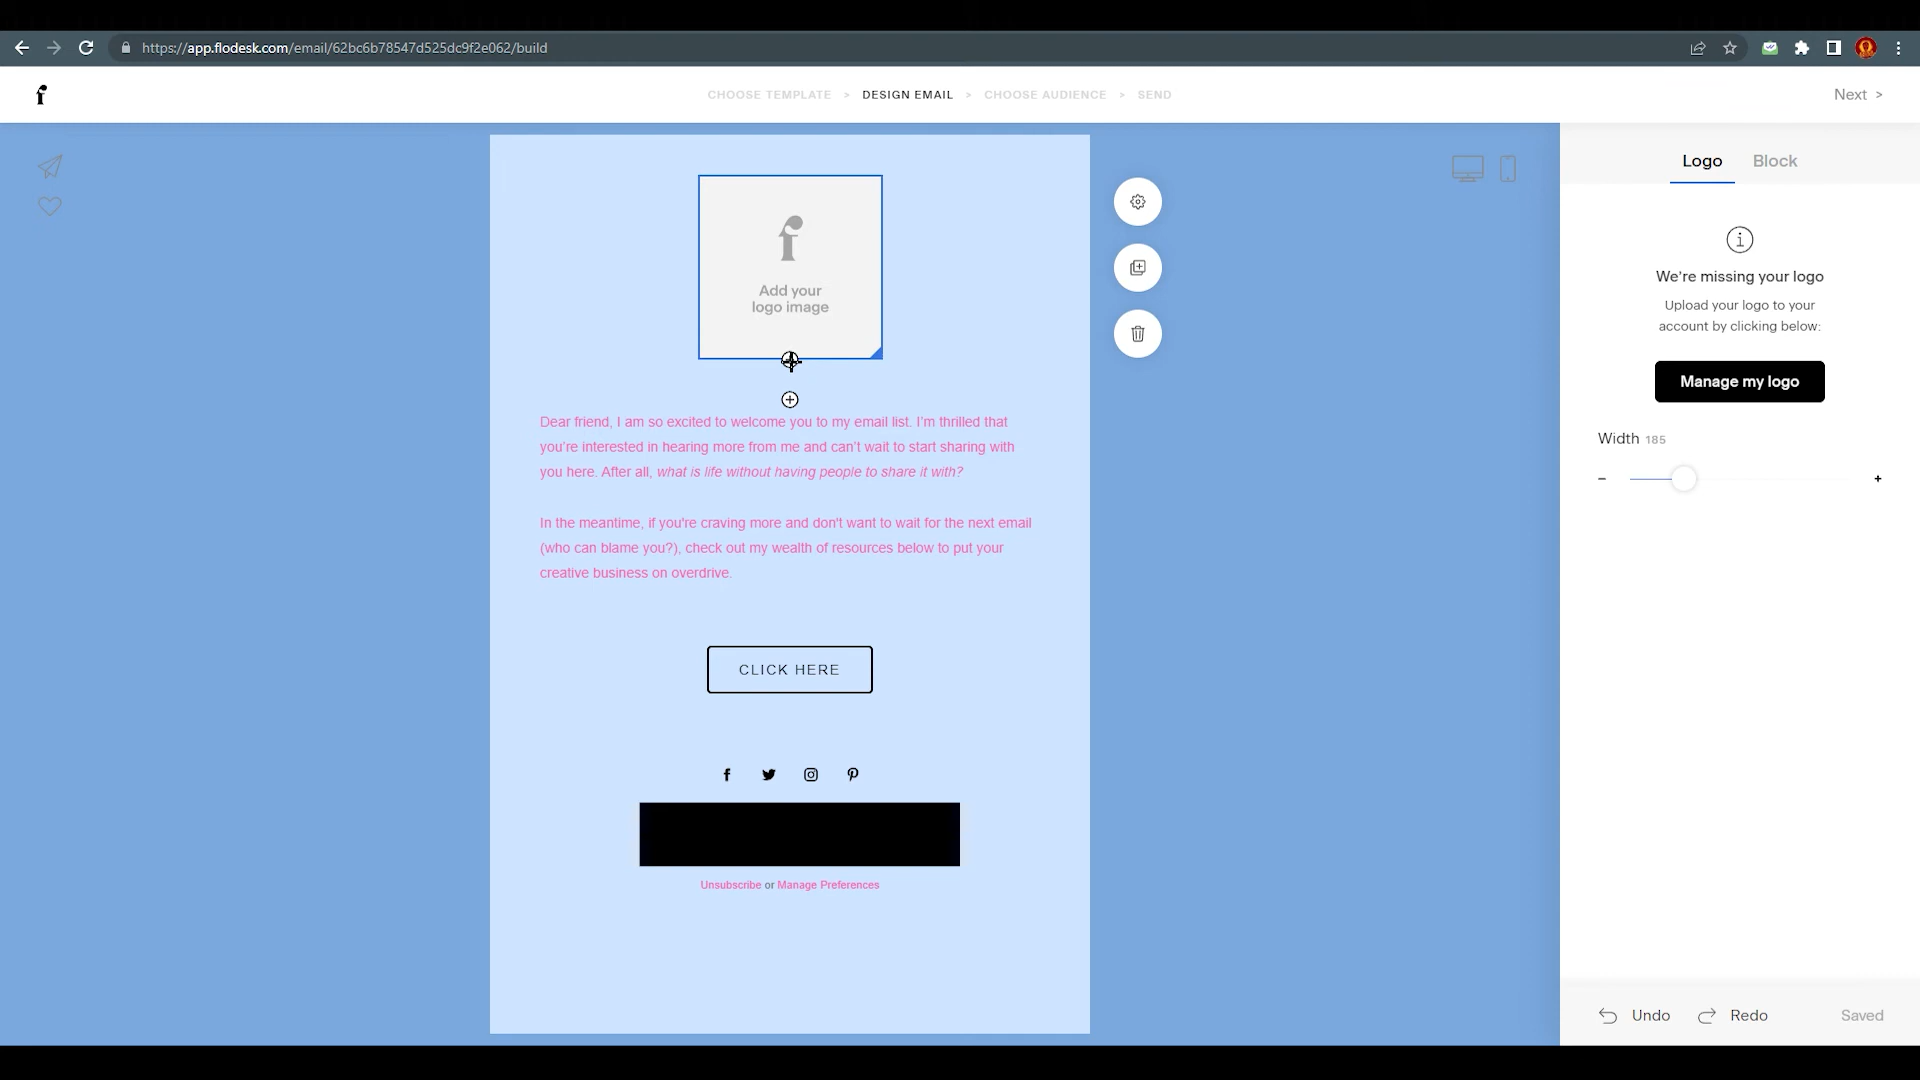 https://app.flodesk.com/email/62bc6b78547d525dc9f2e062/build
CHOOSE TEMPLATE > DESIGN EMAIL > CHOOSE AUDIENCE > SEND
Next >
Logo Block
Add your
logo image
We're missing your logo
Upload your logo to your
account by clicking below:
Manage my logo
Width 185
Dear friend, I am so excited to welcome you to my email list. I'm thrilled that
you're interested in hearing more from me and can't wait to start sharing with
you here. After all, what is life without having people to share it with?
In the meantime, if you're craving more and don't want to wait for the next email
(who can blame you?), check out my wealth of resources below to put your
creative business on overdrive.
CLICK HERE
Unsubscribe or Manage Preferences
Undo Redo Saved